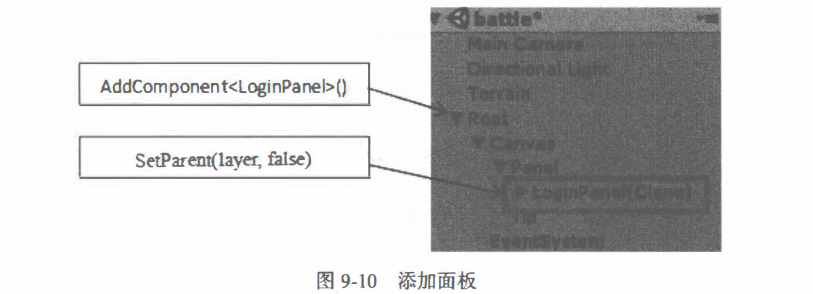 battle*
Main Camera
Directional Light
Terrain
AddComponent<LoginPanel>()
Root
Canvas
SetParent(layer, false)
Panel
LoginPanel(Clone)
Tip
EventSystem
图 9-10 添加面板